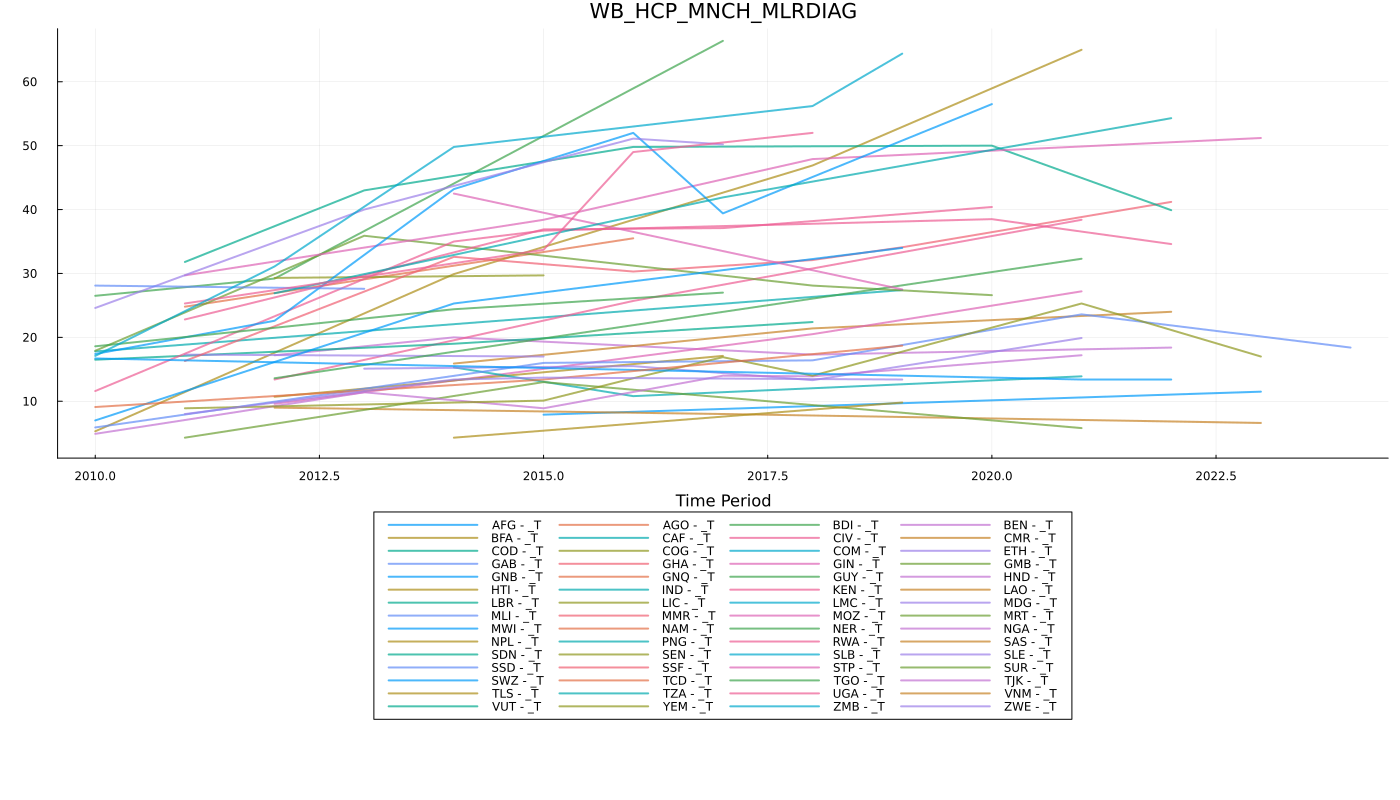 WB_HCP_MNCH_MLRDIAG
60
50
40
30
20
10
2010.0 2012.5 2015.0 2017.5 2020.0 2022.5
Time Period
AFG - _T AGO - _T BDI - _T BEN - _T
BFA - _T CAF - _T CIV - _T CMR - _T
COD - _T COG - _T COM - _T ETH - _T
GAB - _T GHA - _T GIN - _T GMB - _T
GNB - _T GNQ - _T GUY - _T HND - _T
HTI - _T IND - _T KEN - _T LAO - _T
LBR - _T LIC - _T LMC - _T MDG - _T
MLI - _T MMR - _T MOZ - _T MRT - _T
MWI - _T NAM - _T NER - _T NGA - _T
NPL - _T PNG - _T RWA - _T SAS - _T
SDN - _T SEN - _T SLB - _T SLE - _T
SSD - _T SSF - _T STP - _T SUR - _T
SWZ - _T TCD - _T TGO - _T TJK - _T
TLS - _T TZA - _T UGA - _T VNM - _T
VUT - _T YEM - _T ZMB - _T ZWE - _T